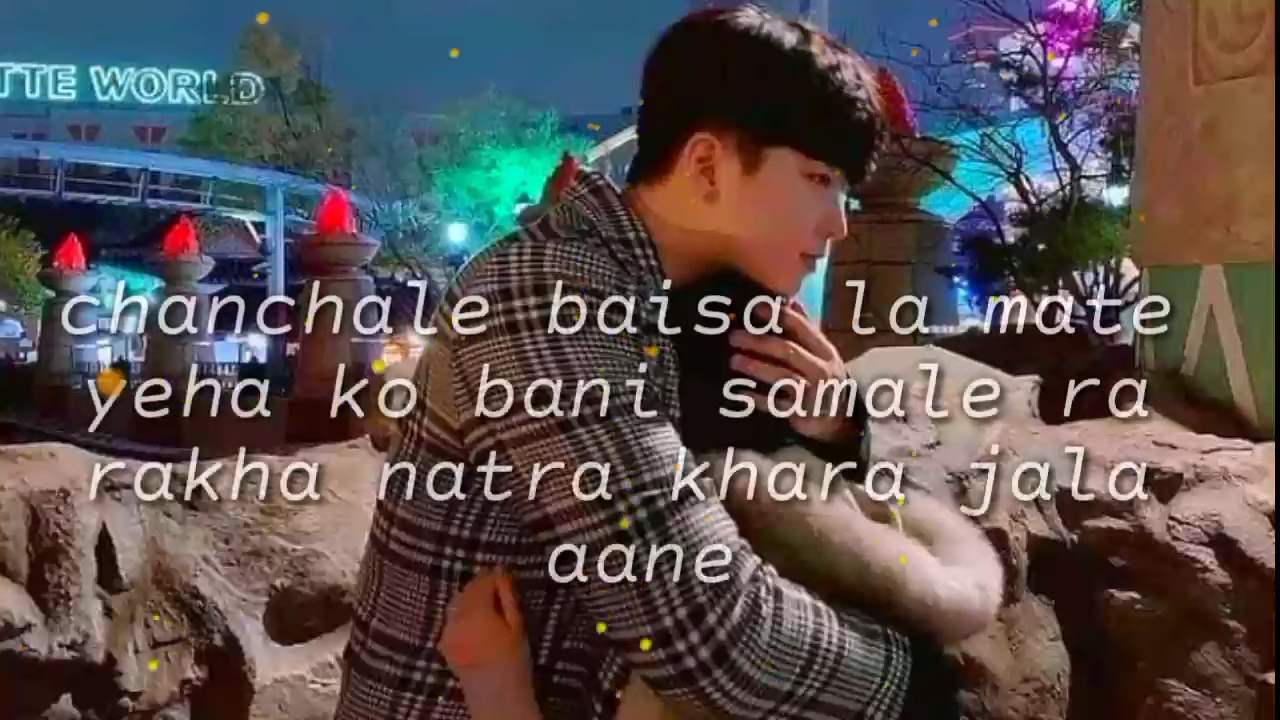 TTE WORLD
chanchale baisa la mate
yeha ko bani samale ra
rakha natra khara jala
aane